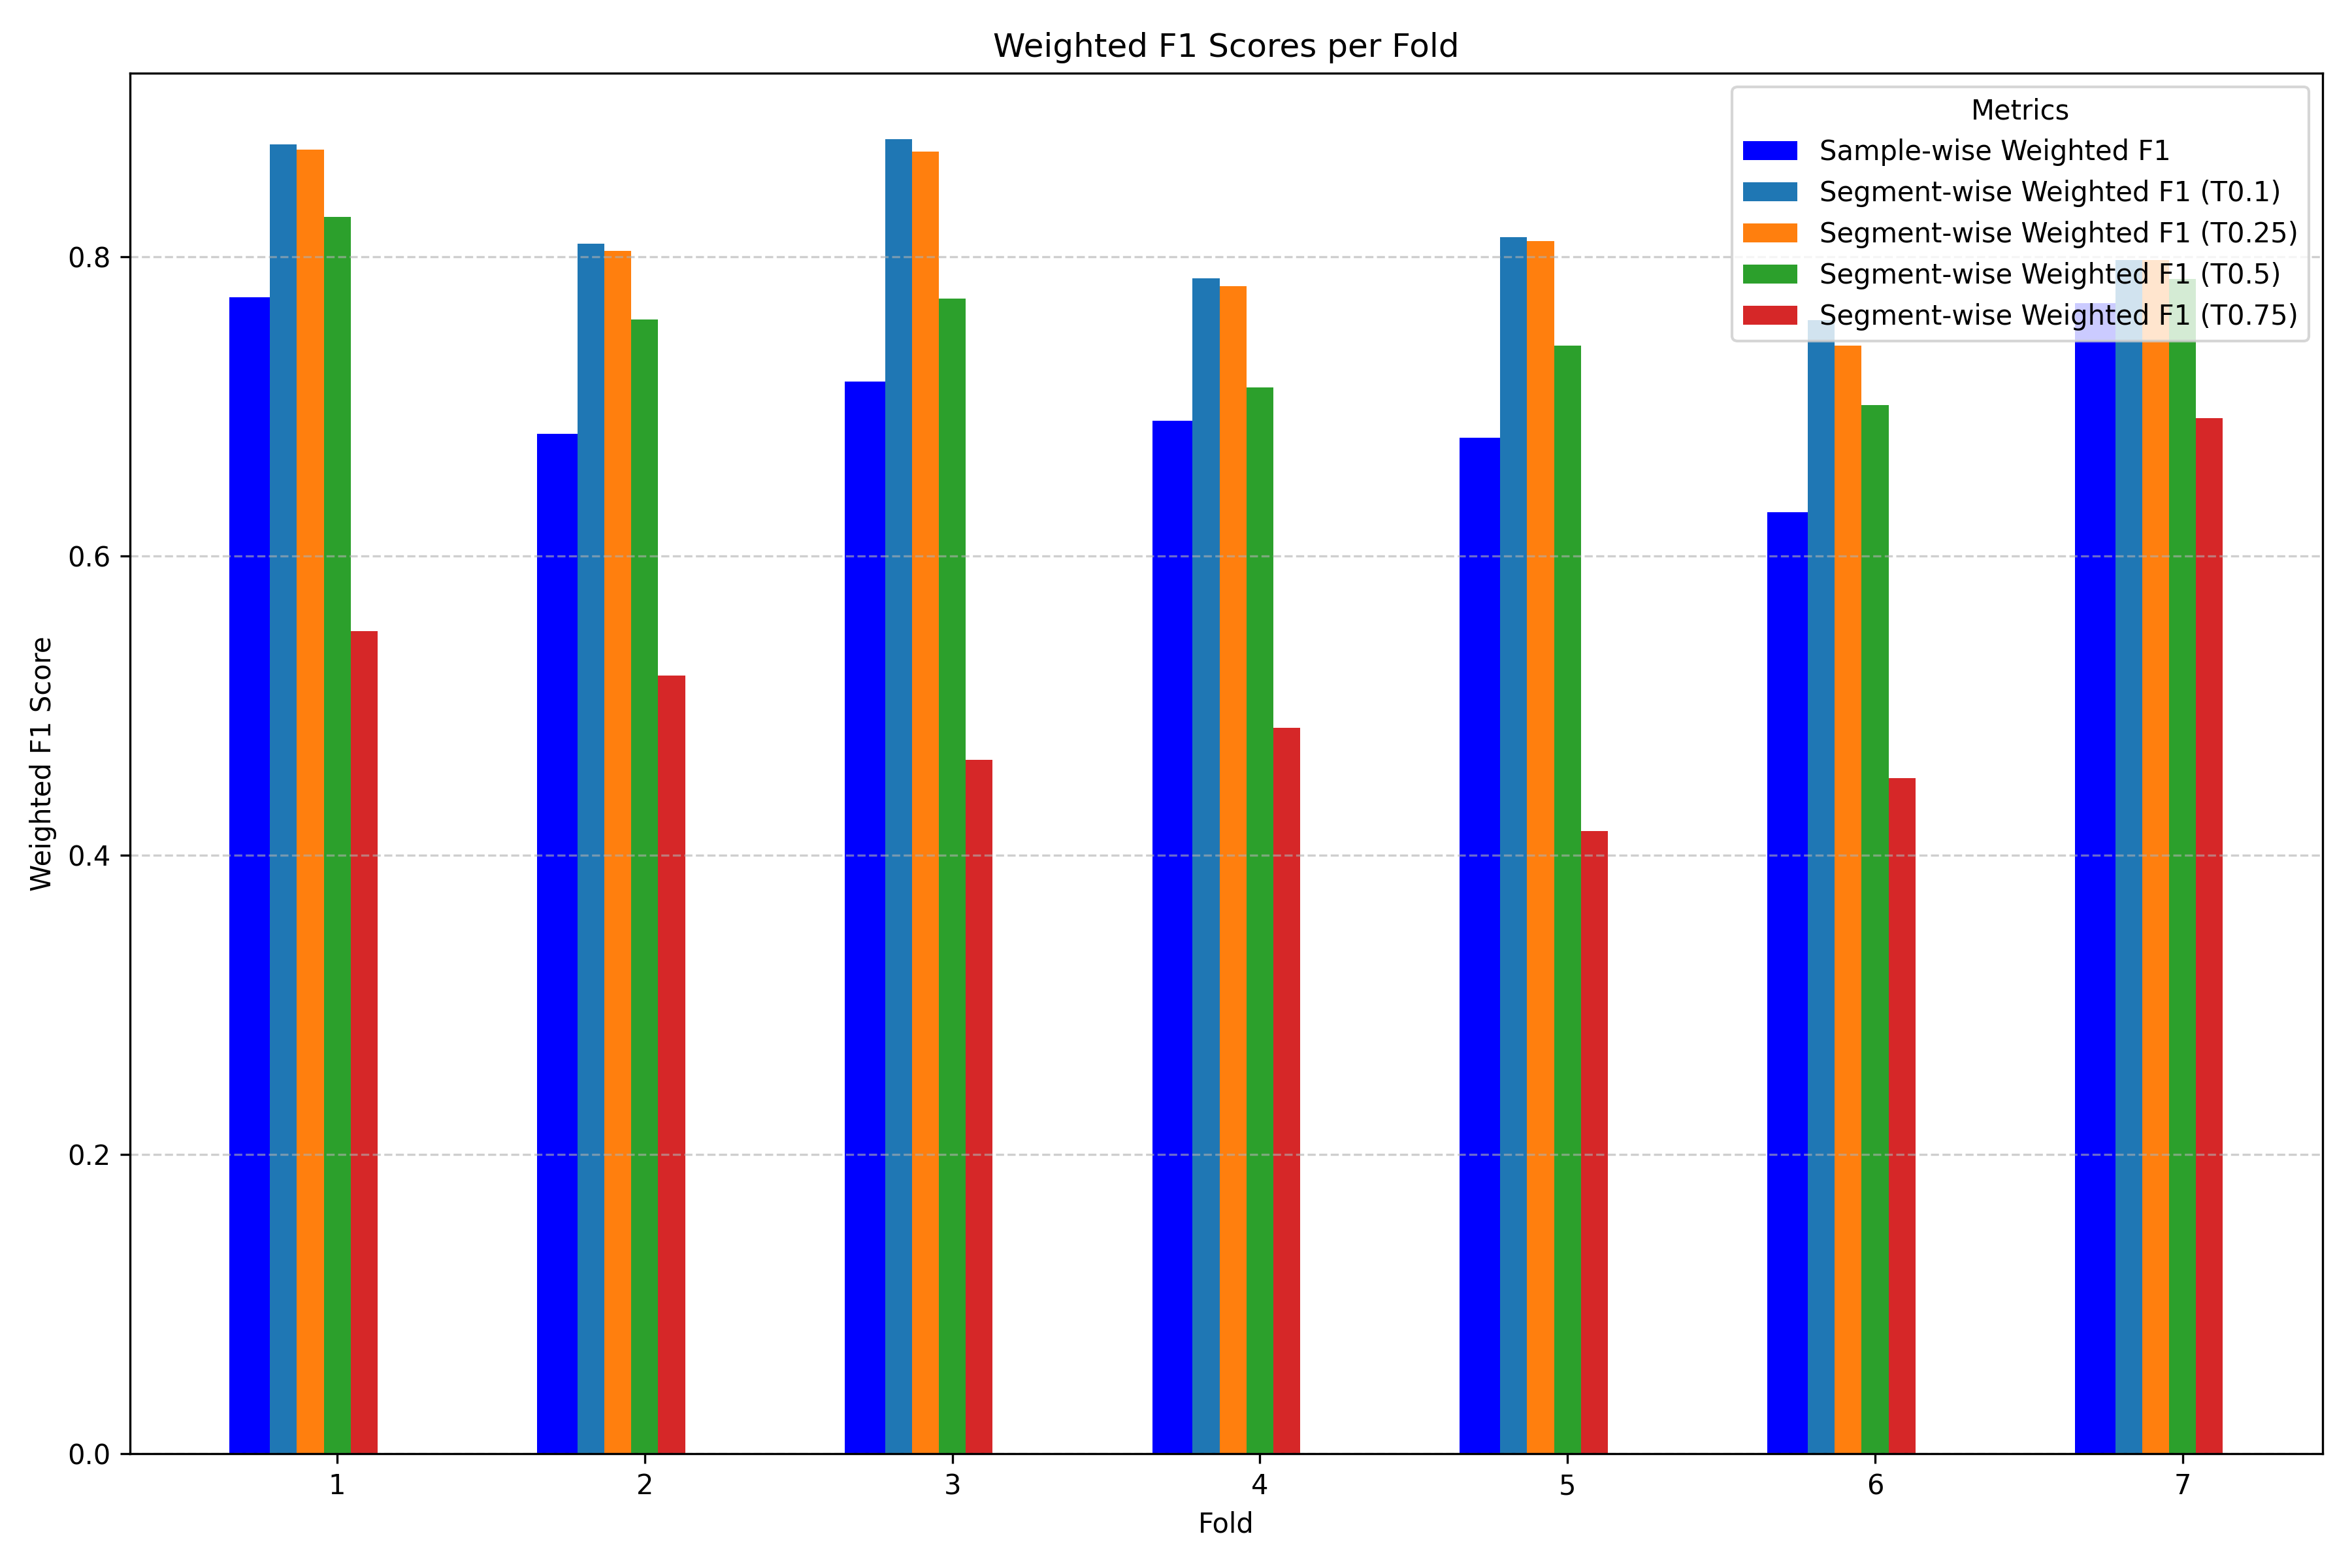 Weighted F1 Scores per Fold
Metrics
Sample-wise Weighted F1
Segment-wise Weighted F1 (T0.1)
Segment-wise Weighted F1 (T0.25)
Segment-wise Weighted F1 (T0.5)
Segment-wise Weighted F1 (T0.75)
Weighted F1 Score
0.8
0.6
0.4
0.2
0.0
1 2 3 4 5 6 7
Fold